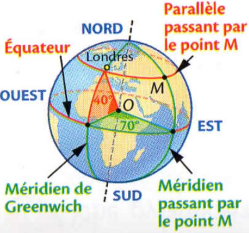 Parallèle
passant par
le point M
NORD
Équateur
Londres
M
OUEST
40°
O
70°
EST
Méridien de
Greenwich
SUD
Méridien
passant par
le point M